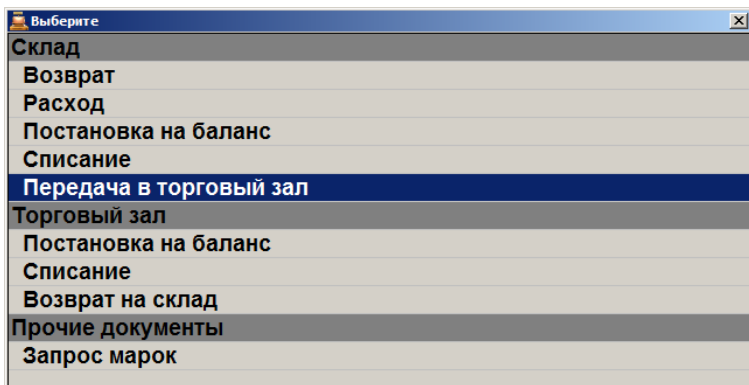 Выберите
Склад
Возврат
Расход
Постановка на баланс
Списание
Передача в торговый зал
Торговый зал
Постановка на баланс
Списание
Возврат на склад
Прочие документы
Запрос марок